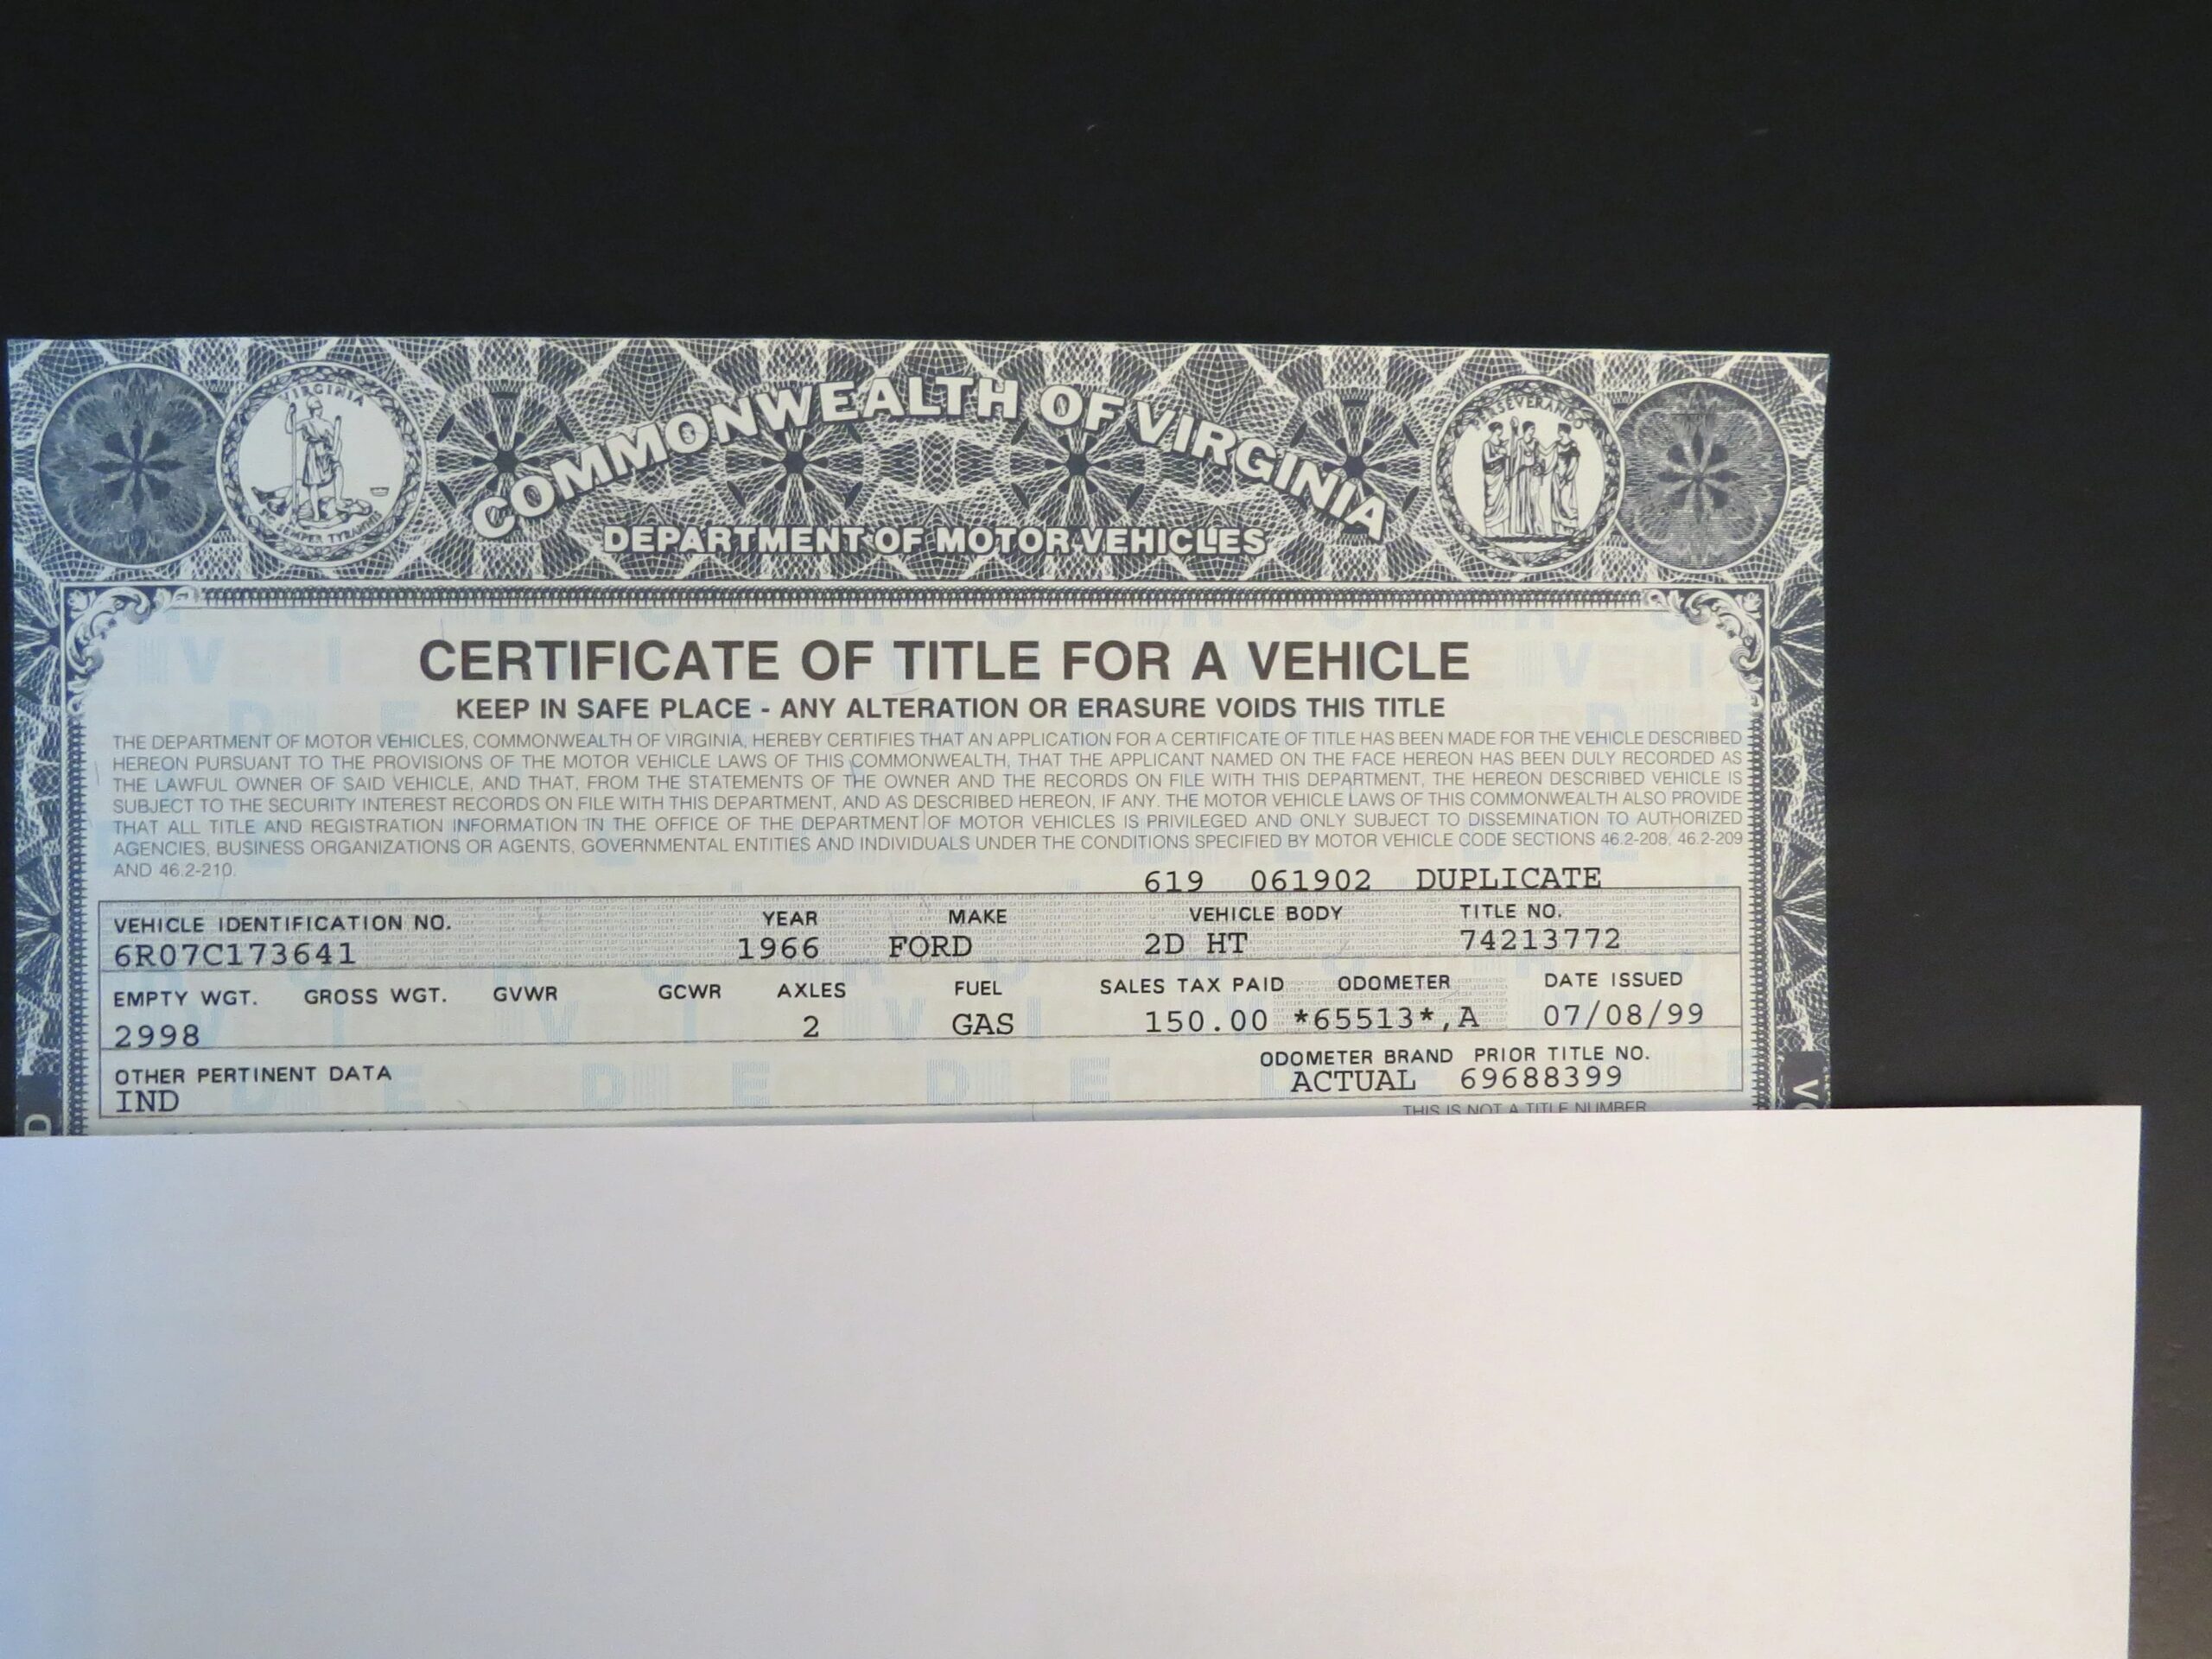 VIRGINIA
COMMONWEALTH OF VIRGINIA
DEPARTMENT OF MOTOR VEHICLES
CERTIFICATE OF TITLE FOR A VEHICLE
KEEP IN SAFE PLACE - ANY ALTERATION OR ERASURE VOIDS THIS TITLE
THE DEPARTMENT OF MOTOR VEHICLES, COMMONWEALTH OF VIRGINIA, HEREBY CERTIFIES THAT AN APPLICATION FOR A CERTIFICATE OF TITLE HAS BEEN MADE FOR THE VEHICLE DESCRIBED
HEREON PURSUANT TO THE PROVISIONS OF THE MOTOR VEHICLE LAWS OF THIS COMMONWEALTH, THAT THE APPLICANT NAMED ON THE FACE HEREON HAS BEEN DULY RECORDED AS
THE LAWFUL OWNER OF SAID VEHICLE, AND THAT, FROM THE STATEMENTS OF THE OWNER AND THE RECORDS ON FILE WITH THIS DEPARTMENT, THE HEREON DESCRIBED VEHICLE IS
SUBJECT TO THE SECURITY INTEREST RECORDS ON FILE WITH THIS DEPARTMENT, AND AS DESCRIBED HEREON, IF ANY. THE MOTOR VEHICLE LAWS OF THIS COMMONWEALTH ALSO PROVIDE
THAT ALL TITLE AND REGISTRATION INFORMATION IN THE OFFICE OF THE DEPARTMENT OF MOTOR VEHICLES IS PRIVILEGED AND ONLY SUBJECT TO DISSEMINATION TO AUTHORIZED
AGENCIES, BUSINESS ORGANIZATIONS OR AGENTS, GOVERNMENTAL ENTITIES AND INDIVIDUALS UNDER THE CONDITIONS SPECIFIED BY MOTOR VEHICLE CODE SECTIONS 46.2-208, 46.2-209
AND 46.2-210.
619 061902 DUPLICATE
VEHICLE IDENTIFICATION NO. YEAR MAKE VEHICLE BODY TITLE NO.
6R07C173641 1966 FORD 2D HT 74213772
EMPTY WGT. GROSS WGT. GVWR GCWR AXLES FUEL SALES TAX PAID ODOMETER DATE ISSUED
2998 2 GAS 150.00 *65513*,A 07/08/99
OTHER PERTINENT DATA ODOMETER BRAND PRIOR TITLE NO.
IND ACTUAL 69688399
THIS IS NOT A TITLE NUMBER